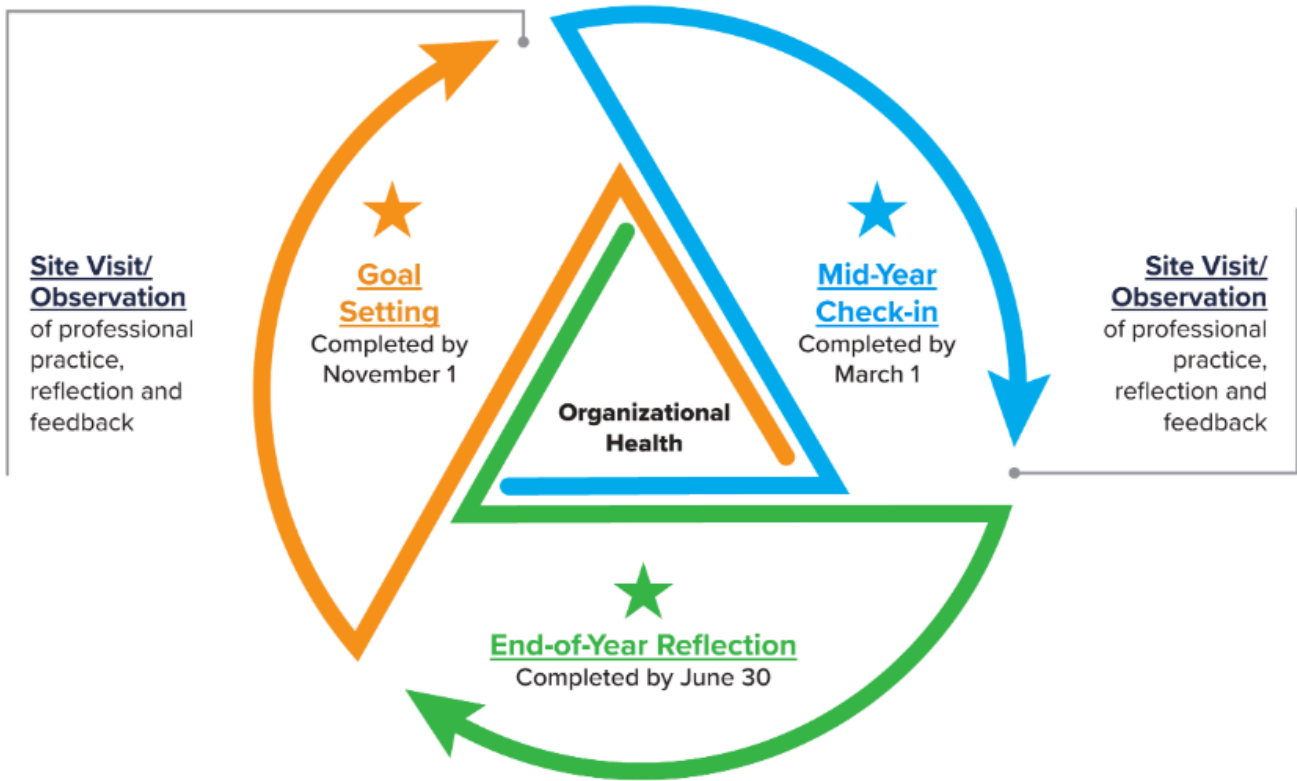 Site Visit/
Observation
of professional
practice,
reflection and
feedback
Goal
Setting
Completed by
November 1
Mid-Year
Check-in
Completed by
March 1
Site Visit/
Observation
of professional
practice,
reflection and
feedback
Organizational
Health
End-of-Year Reflection
Completed by June 30